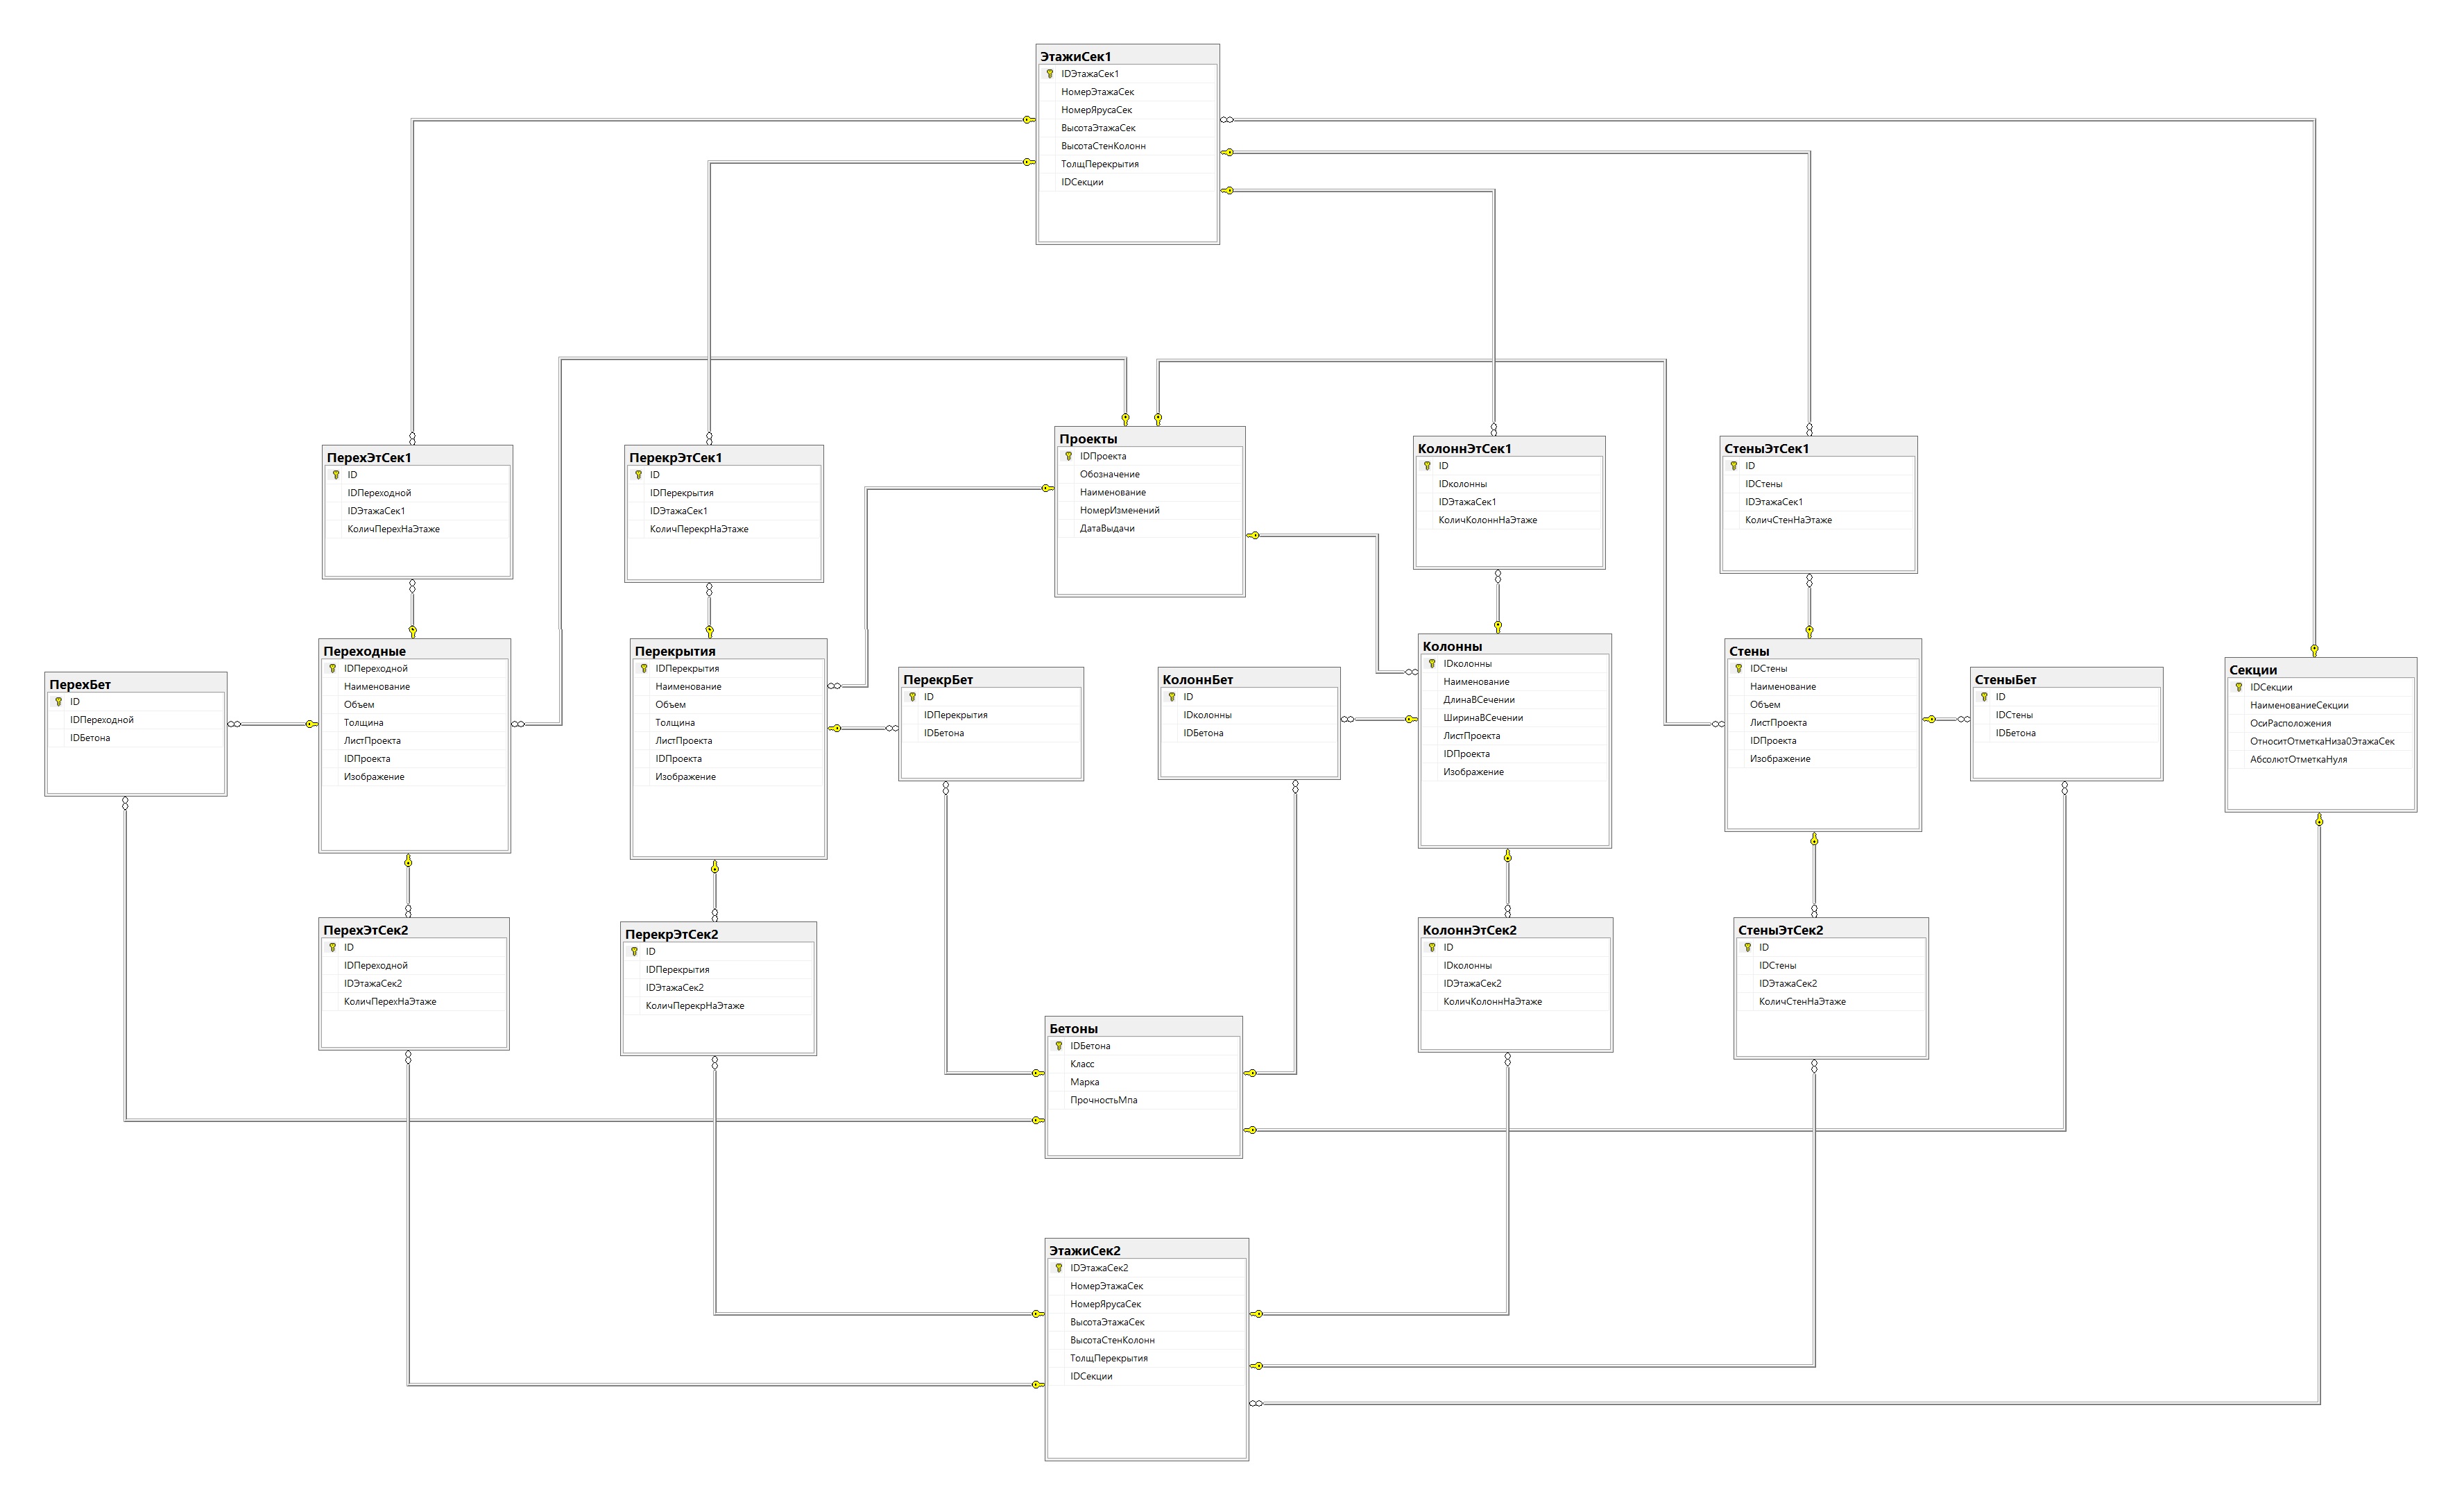 ЭтажиСек1
IDЭтажаСек1
НомерЭтажаСек
НомерЯрусаСек
ВысотаЭтажаСек
ВысотаСтенКолонн
ТолщПерекрытия
IDСекции
ПерехЭтСек1
ID
IDПереходной
IDЭтажаСек1
КоличПерехНаЭтаже
ПерекрЭтСек1
ID
IDПерекрытия
IDЭтажаСек1
КоличПерекрНаЭтаже
Проекты
IDПроекта
Обозначение
Наименование
НомерИзменений
ДатаВыдачи
КолоннЭтСек1
ID
IDколонны
IDЭтажаСек1
КоличКолоннНаЭтаже
СтеныЭтСек1
ID
IDСтены
IDЭтажаСек1
КоличСтенНаЭтаже
ПерехБет
ID
IDПереходной
IDБетона
Переходные
IDПереходной
Наименование
Объем
Толщина
ЛистПроекта
IDПроекта
Изображение
Перекрытия
IDПерекрытия
Наименование
Объем
Толщина
ЛистПроекта
IDПроекта
Изображение
ПерекрБет
ID
IDПерекрытия
IDБетона
КолоннБет
ID
IDколонны
IDБетона
Колонны
IDколонны
Наименование
ДлинаВСечении
ШиринаВСечении
ЛистПроекта
IDПроекта
Изображение
Стены
IDСтены
Наименование
Объем
ЛистПроекта
IDПроекта
Изображение
СтеныБет
ID
IDСтены
IDБетона
Секции
IDСекции
НаименованиеСекции
ОсиРасположения
ОтноситОтметкаНиза0ЭтажаСек
АбсолютОтметкаНуля
ПерехЭтСек2
ID
IDПереходной
IDЭтажаСек2
КоличПерехНаЭтаже
ПерекрЭтСек2
ID
IDПерекрытия
IDЭтажаСек2
КоличПерекрНаЭтаже
Бетоны
IDБетона
Класс
Марка
ПрочностьМпа
КолоннЭтСек2
ID
IDколонны
IDЭтажаСек2
КоличКолоннНаЭтаже
СтеныЭтСек2
ID
IDСтены
IDЭтажаСек2
КоличСтенНаЭтаже
ЭтажиСек2
IDЭтажаСек2
НомерЭтажаСек
НомерЯрусаСек
ВысотаЭтажаСек
ВысотаСтенКолонн
ТолщПерекрытия
IDСекции